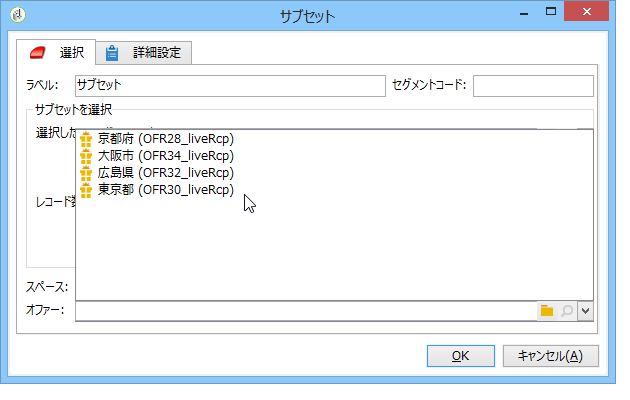 サブセット
選択
詳細設定
ラベル: サブセット セグメントコード:
サブセットを選択
選択した
京都府 (OFR28_liveRcp)
大阪市 (OFR34_liveRcp)
広島県 (OFR32_liveRcp)
東京都 (OFR30_liveRcp)
レコード数
スペース:
オファー:
OK
キャンセル(A)